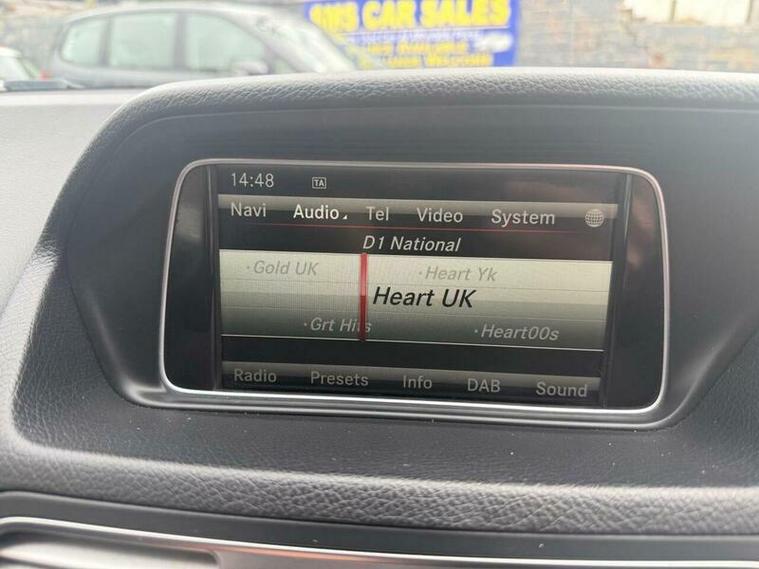 CAR SALES
14:48 TA
Navi Audio Tel Video System
D1 National
·Gold UK ·Heart Yk
Heart UK
·Grt Hits ·Heart00s
Radio Presets Info DAB Sound